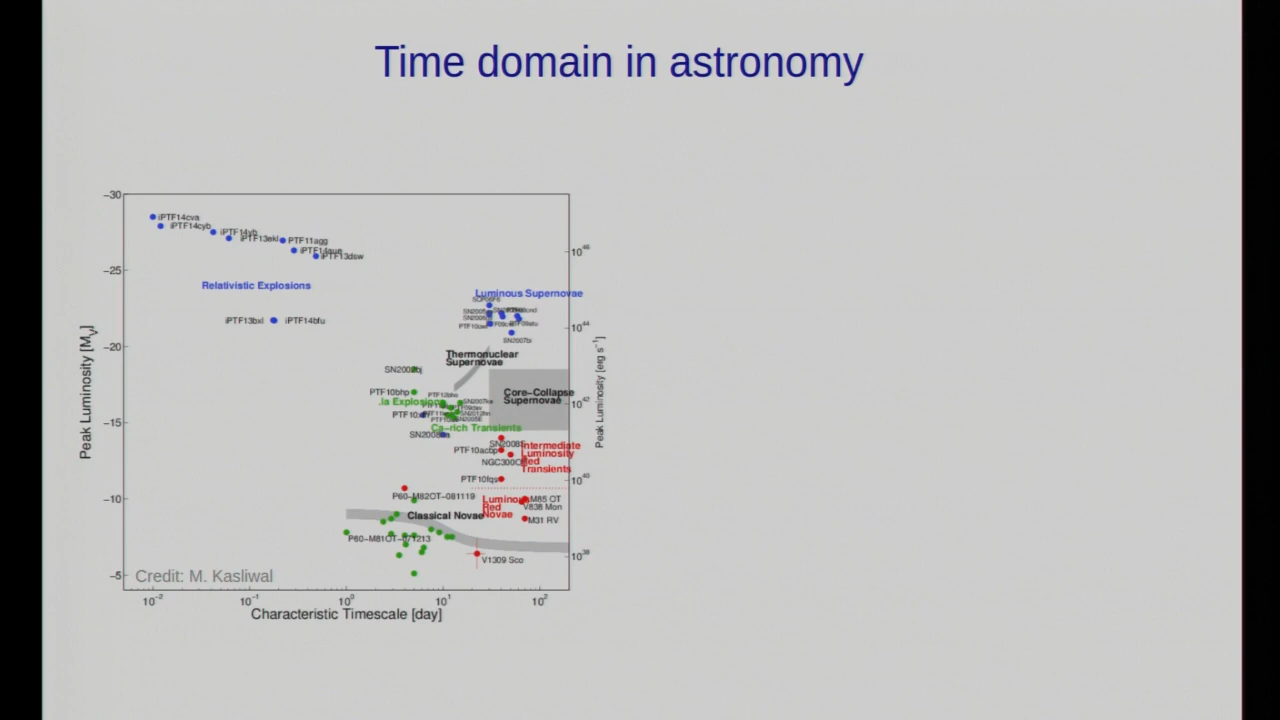 Time domain in astronomy
−30
iPTF14cva
iPTF14cyb
iPTF14yb
iPTF13ekl
PTF11agg
iPTF13dsw
10^46
−25
Relativistic Explosions
Luminous Supernovae
iPTF13bxl
iPTF14bfu
10^44
SN2007bi
−20
Thermonuclear
Supernovae
PTF10bhp
Core−Collapse
Supernovae
10^42
.Ia Explosions
−15
Ca−rich Transients
Peak Luminosity [M_V]
Peak Luminosity [erg s^−1]
Intermediate
Luminosity
Red
Transients
PTF10acbp
PTF10fqs
10^40
−10
P60−M82OT−081119
Luminous
Red
Novae
M85 OT
V838 Mon
M31 RV
Classical Novae
P60−M81OT−071213
10^38
V1309 Sco
−5
Credit: M. Kasliwal
10^−2
10^−1
10^0
10^1
10^2
Characteristic Timescale [day]